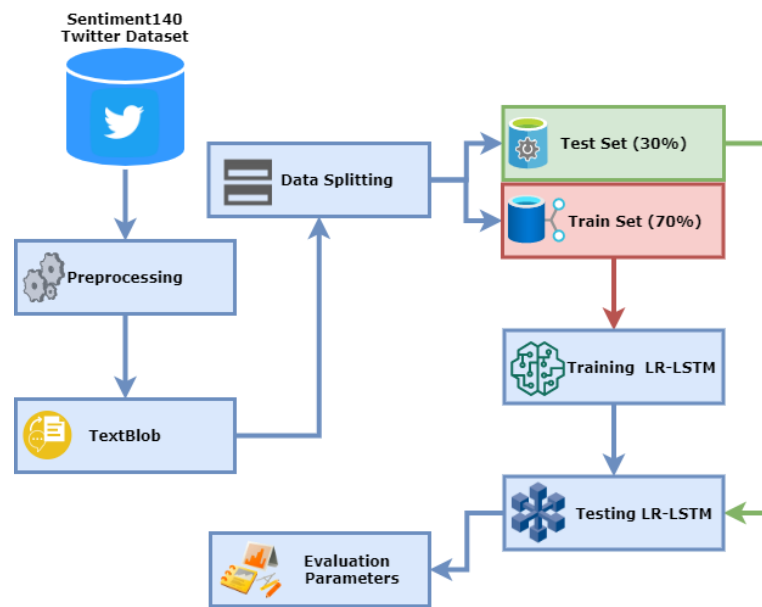 Sentiment140
Twitter Dataset
Preprocessing
TextBlob
Data Splitting
Test Set (30%)
Train Set (70%)
Training LR-LSTM
Testing LR-LSTM
Evaluation
Parameters